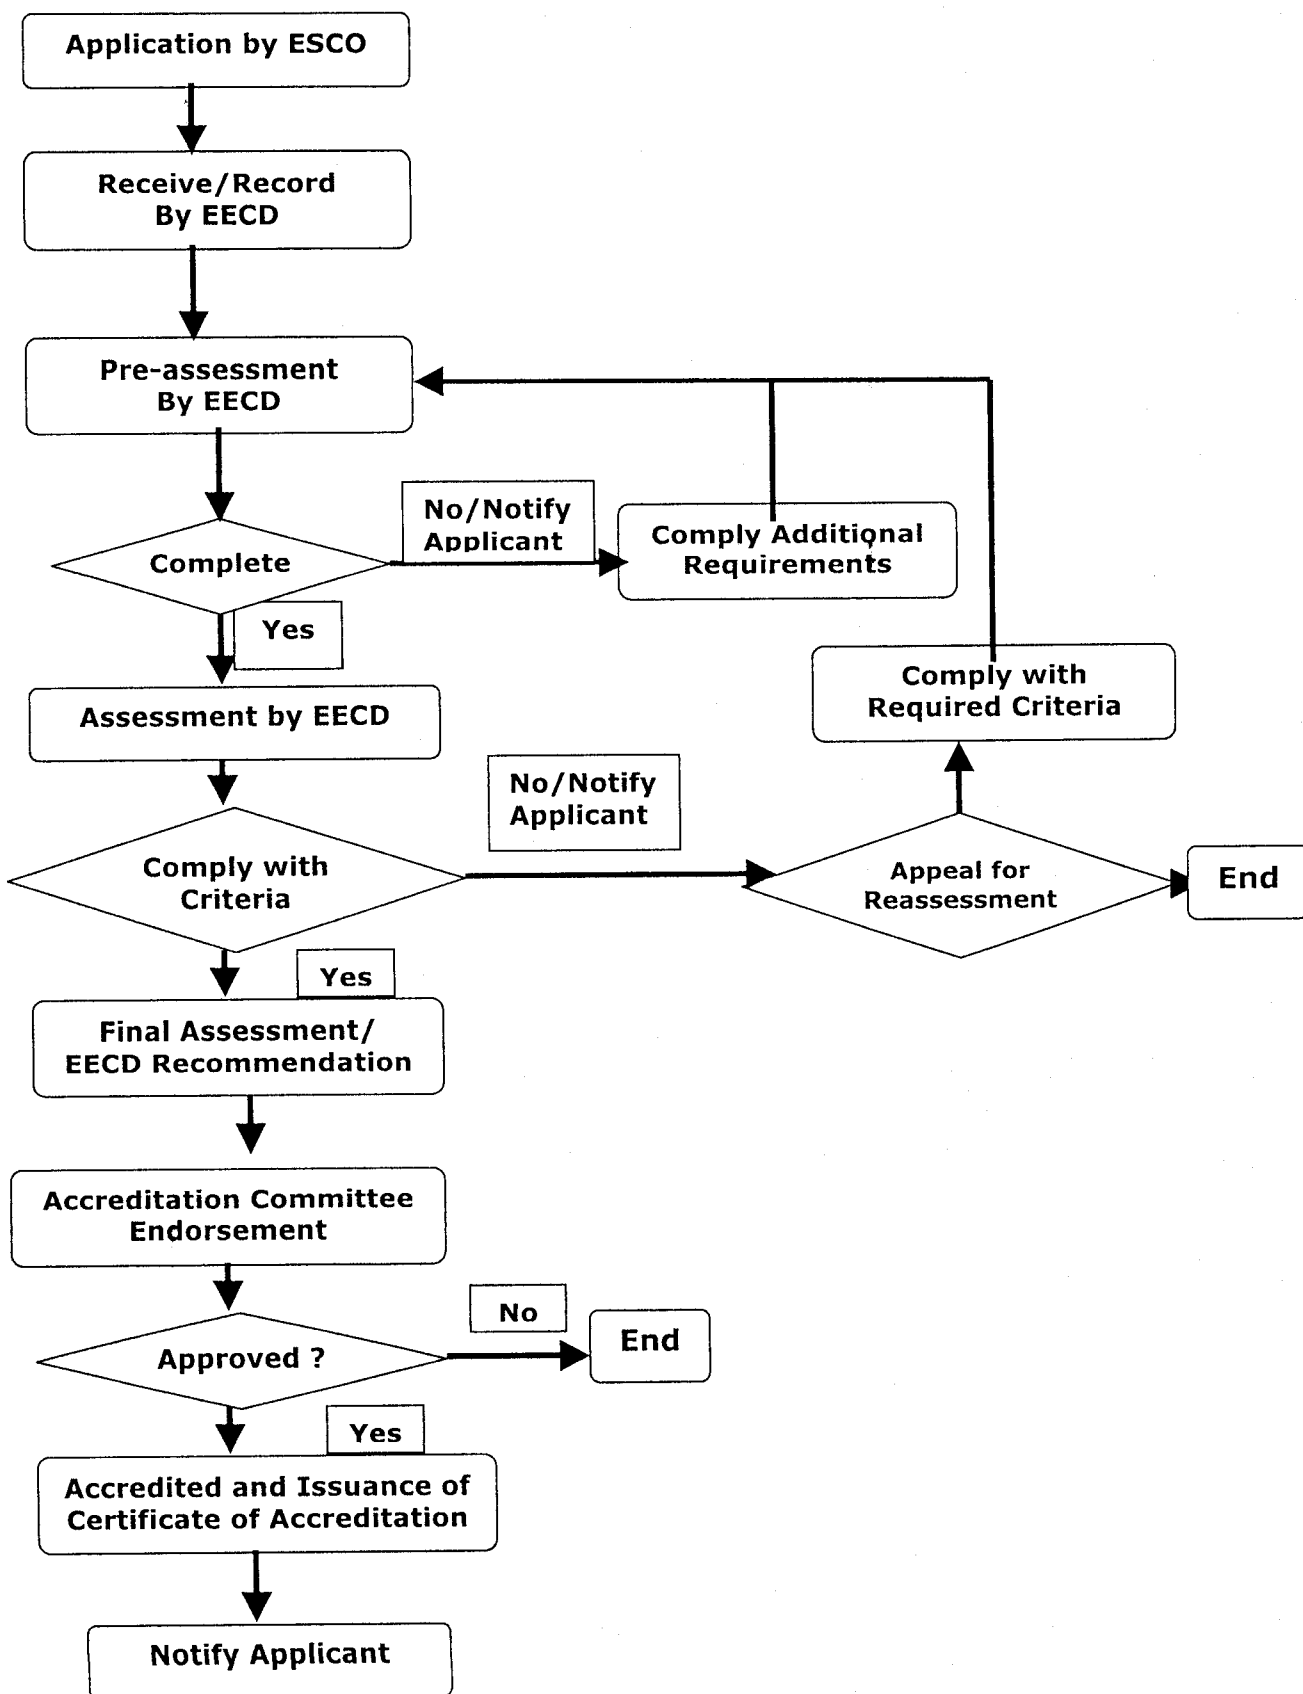 Application by ESCO
Receive/Record
By EECD
Pre-assessment
By EECD
No/Notify
Applicant
Comply Additional
Requirements
Complete
Yes
Comply with
Required Criteria
Assessment by EECD
No/Notify
Applicant
Comply with
Criteria
Appeal for
Reassessment
End
Yes
Final Assessment/
EECD Recommendation
Accreditation Committee
Endorsement
No
End
Approved ?
Yes
Accredited and Issuance of
Certificate of Accreditation
Notify Applicant